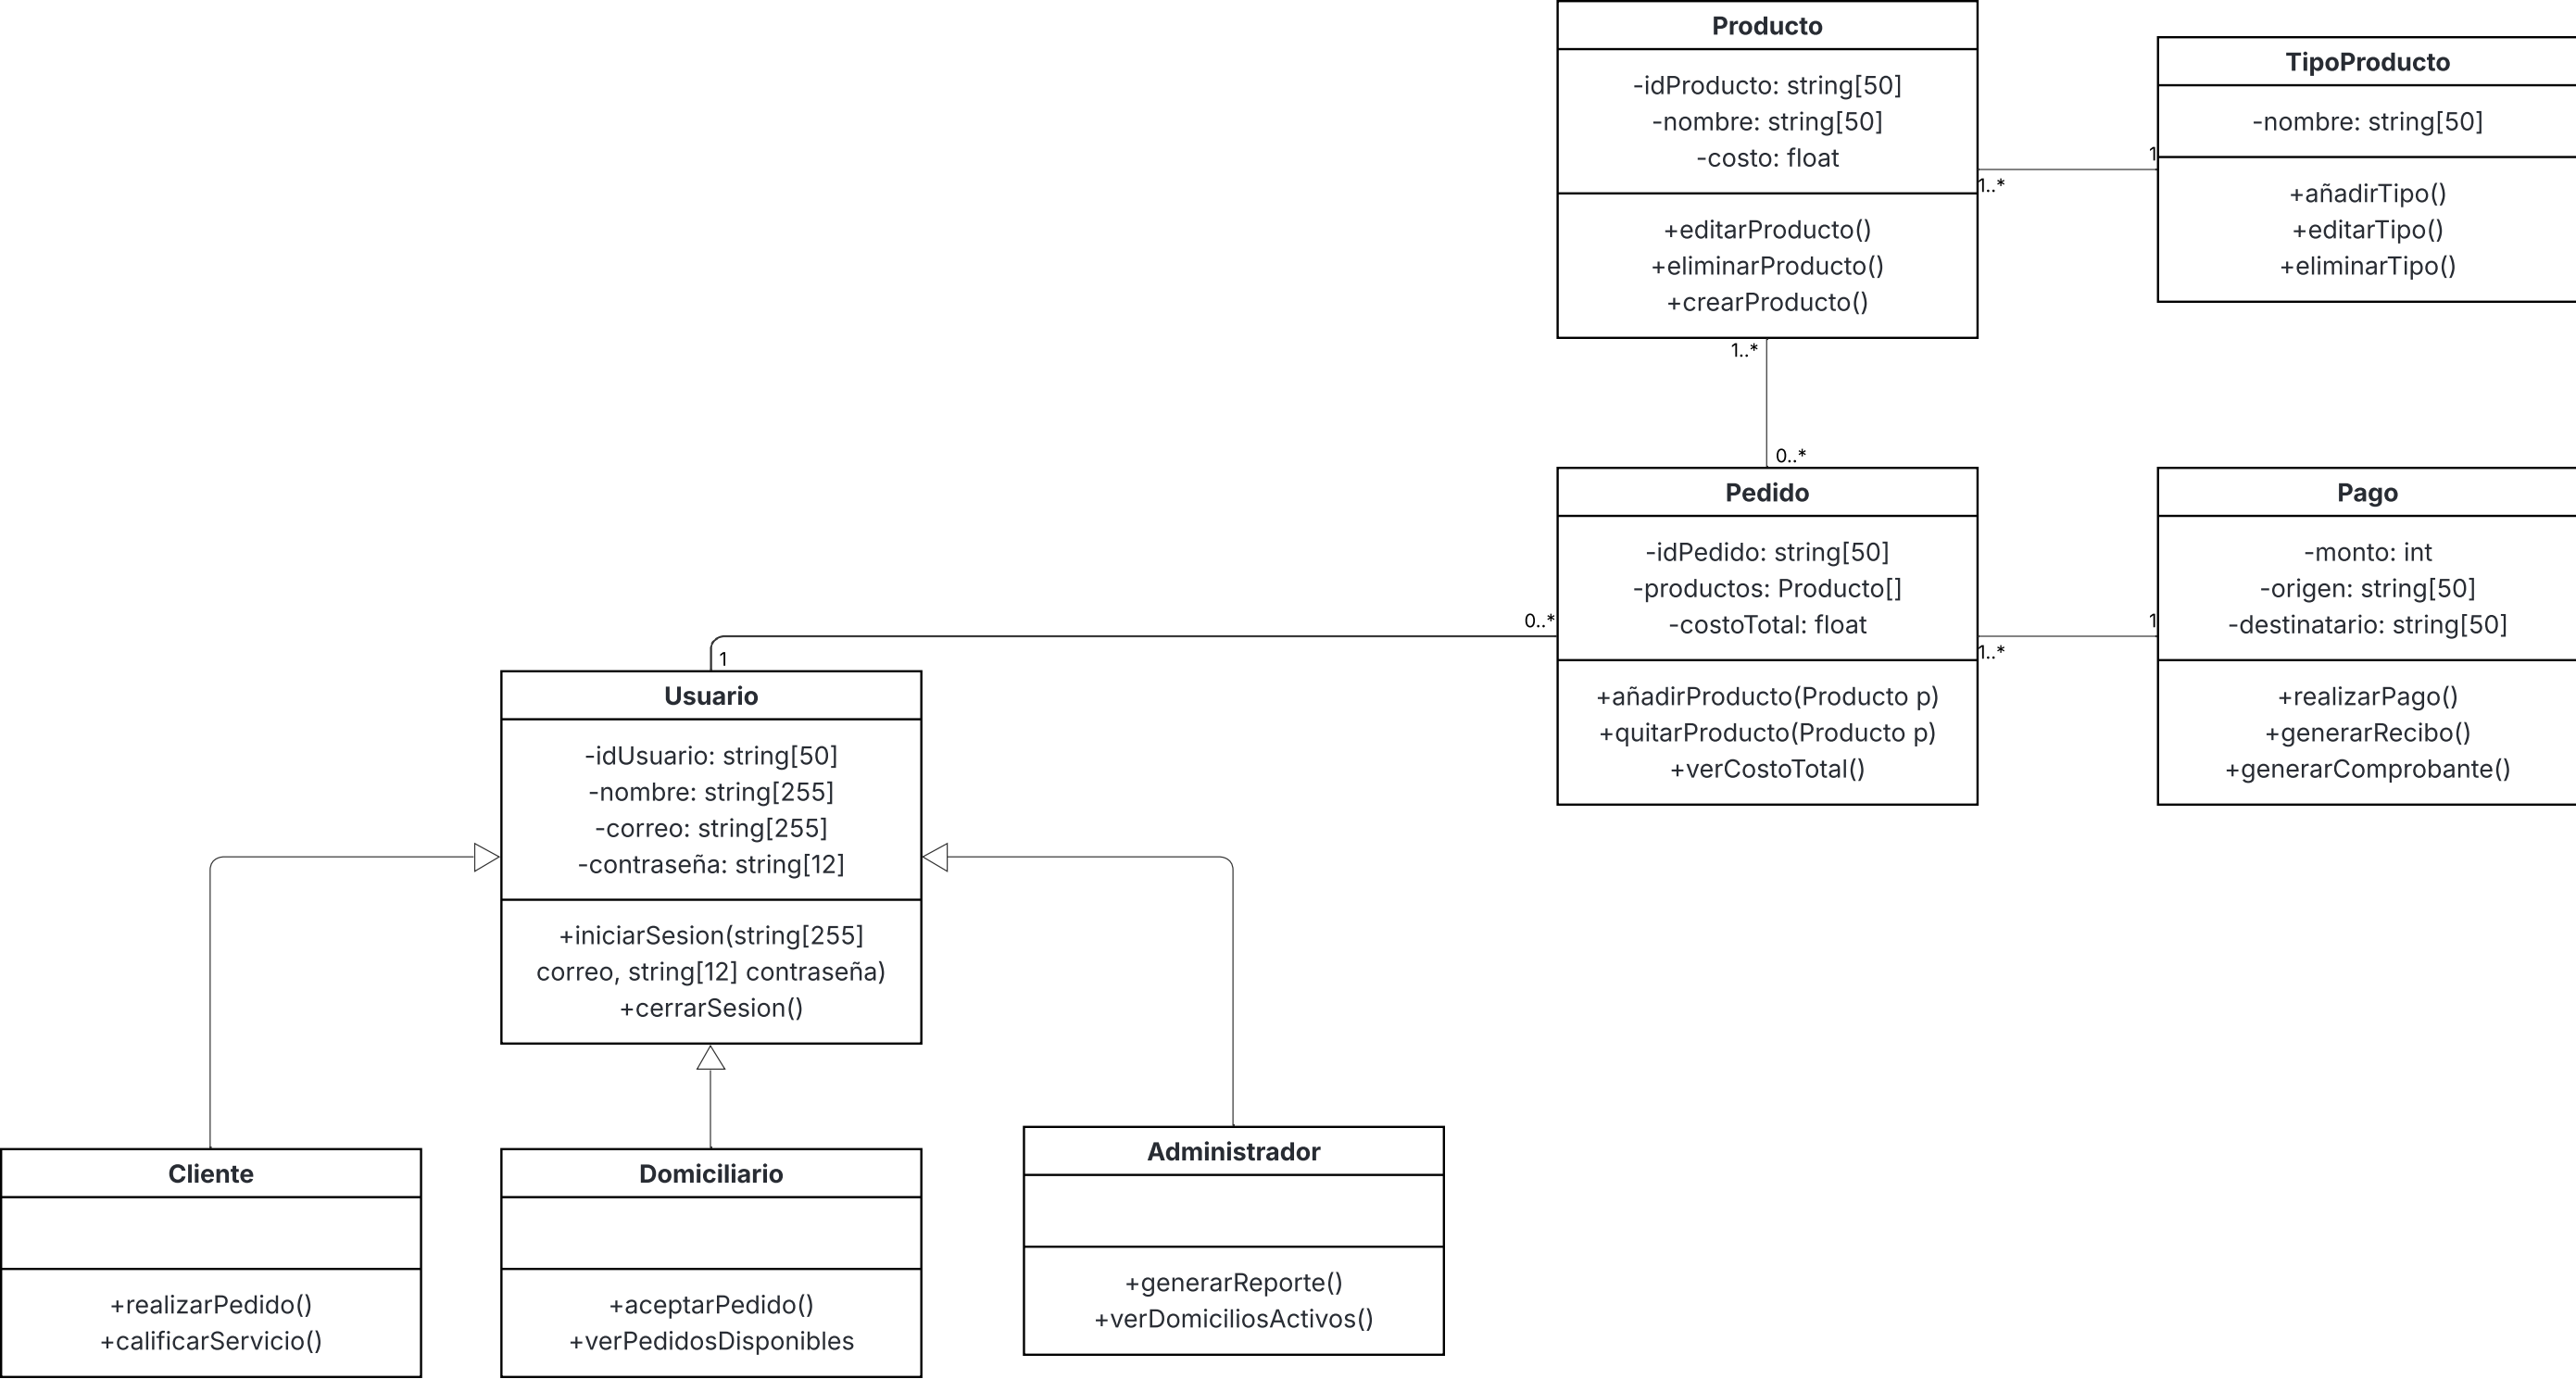 Producto
-idProducto: string[50]
-nombre: string[50]
-costo: float
+editarProducto()
+eliminarProducto()
+crearProducto()
TipoProducto
-nombre: string[50]
+añadirTipo()
+editarTipo()
+eliminarTipo()
1
1..*
1..*
0..*
Pedido
-idPedido: string[50]
-productos: Producto[]
-costoTotal: float
+añadirProducto(Producto p)
+quitarProducto(Producto p)
+verCostoTotal()
Pago
-monto: int
-origen: string[50]
-destinatario: string[50]
+realizarPago()
+generarRecibo()
+generarComprobante()
1
1..*
0..*
1
Usuario
-idUsuario: string[50]
-nombre: string[255]
-correo: string[255]
-contraseña: string[12]
+iniciarSesion(string[255]
correo, string[12] contraseña)
+cerrarSesion()
Cliente
+realizarPedido()
+calificarServicio()
Domiciliario
+aceptarPedido()
+verPedidosDisponibles
Administrador
+generarReporte()
+verDomiciliosActivos()